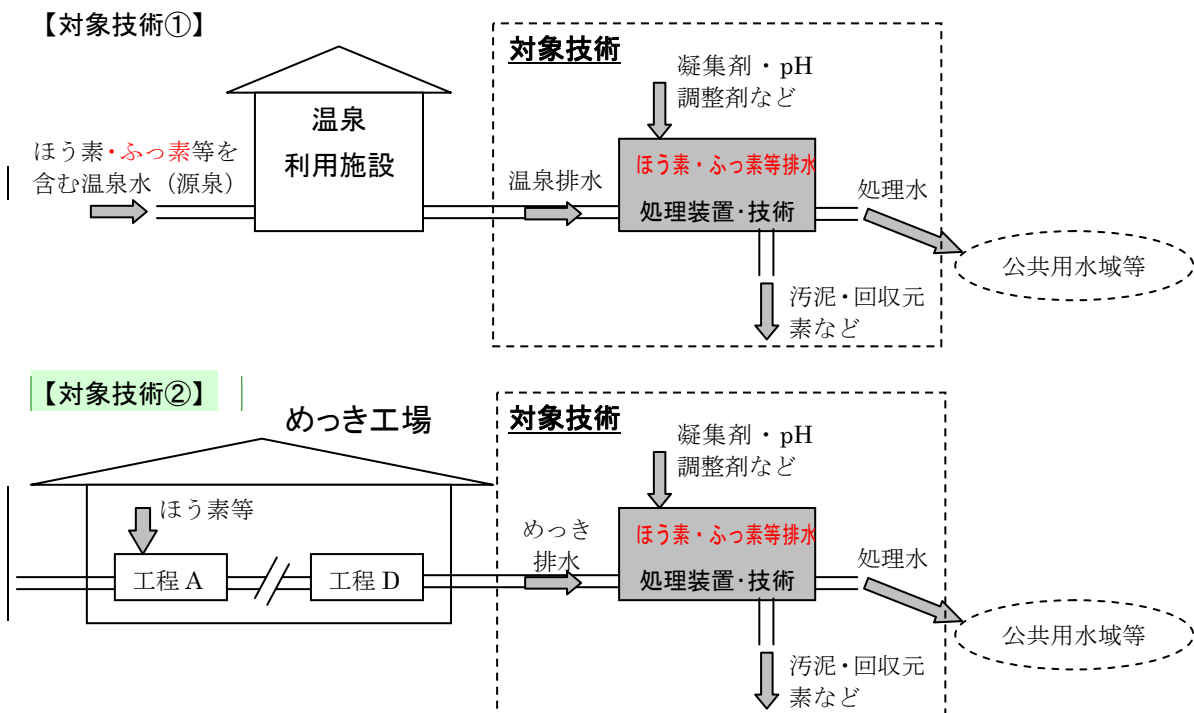 【対象技術①】
対象技術
凝集剤・pH
調整剤など
温泉
利用施設
ほう素・ふっ素等を
含む温泉水（源泉）
温泉排水
ほう素・ふっ素等排水
処理装置・技術
処理水
公共用水域等
汚泥・回収元
素など
【対象技術②】
めっき工場
対象技術
凝集剤・pH
調整剤など
ほう素等
工程 A
工程 D
めっき
排水
ほう素・ふっ素等排水
処理装置・技術
処理水
公共用水域等
汚泥・回収元
素など